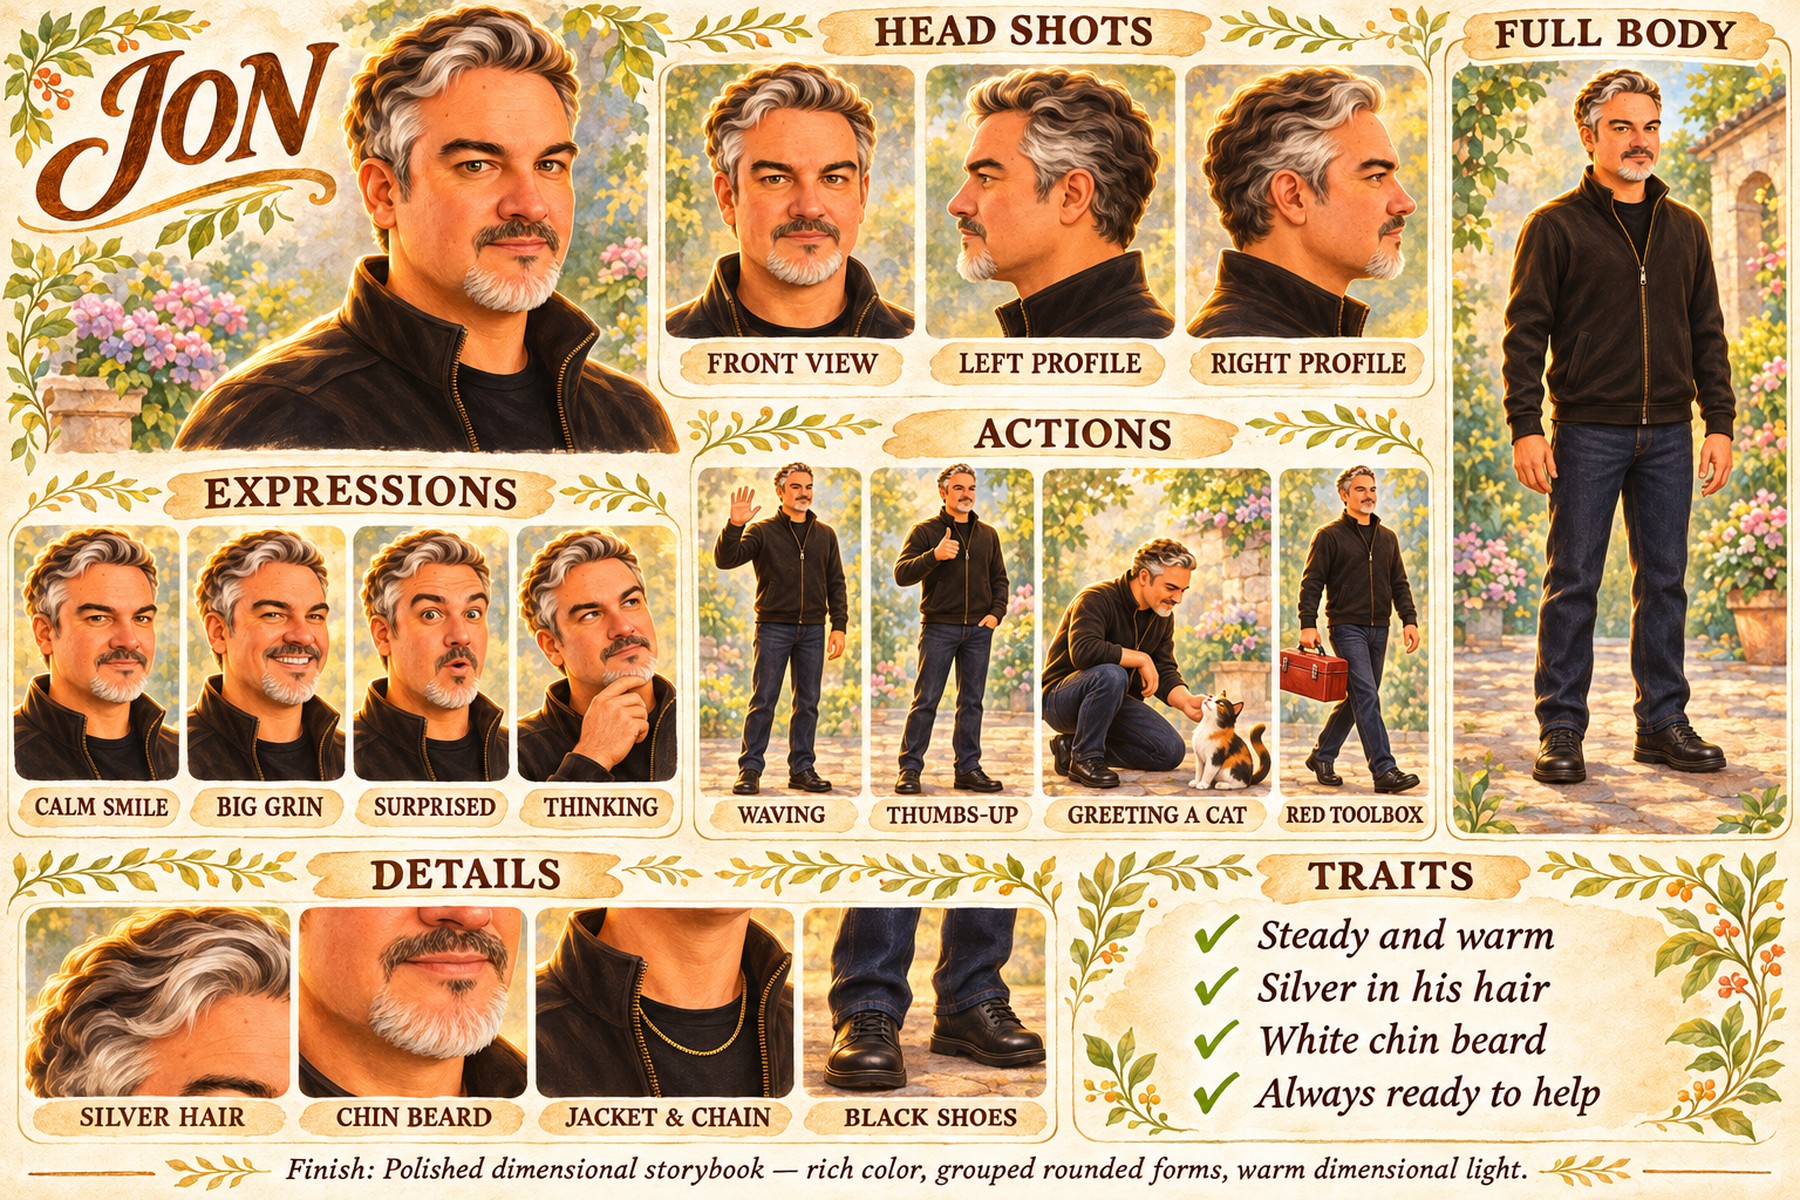 JON
HEAD SHOTS
FRONT VIEW
LEFT PROFILE
RIGHT PROFILE
FULL BODY
EXPRESSIONS
CALM SMILE
BIG GRIN
SURPRISED
THINKING
ACTIONS
WAVING
THUMBS-UP
GREETING A CAT
RED TOOLBOX
DETAILS
SILVER HAIR
CHIN BEARD
JACKET & CHAIN
BLACK SHOES
TRAITS
✓ Steady and warm
✓ Silver in his hair
✓ White chin beard
✓ Always ready to help
Finish: Polished dimensional storybook — rich color, grouped rounded forms, warm dimensional light.